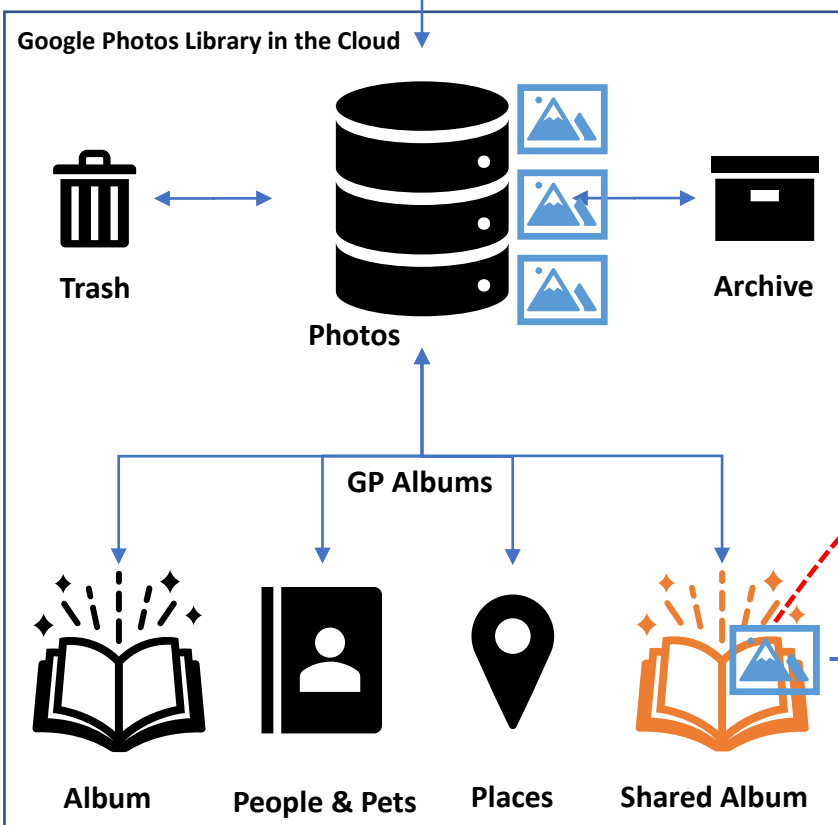 Google Photos Library in the Cloud
Trash
Archive
Photos
GP Albums
Album
People & Pets
Places
Shared Album